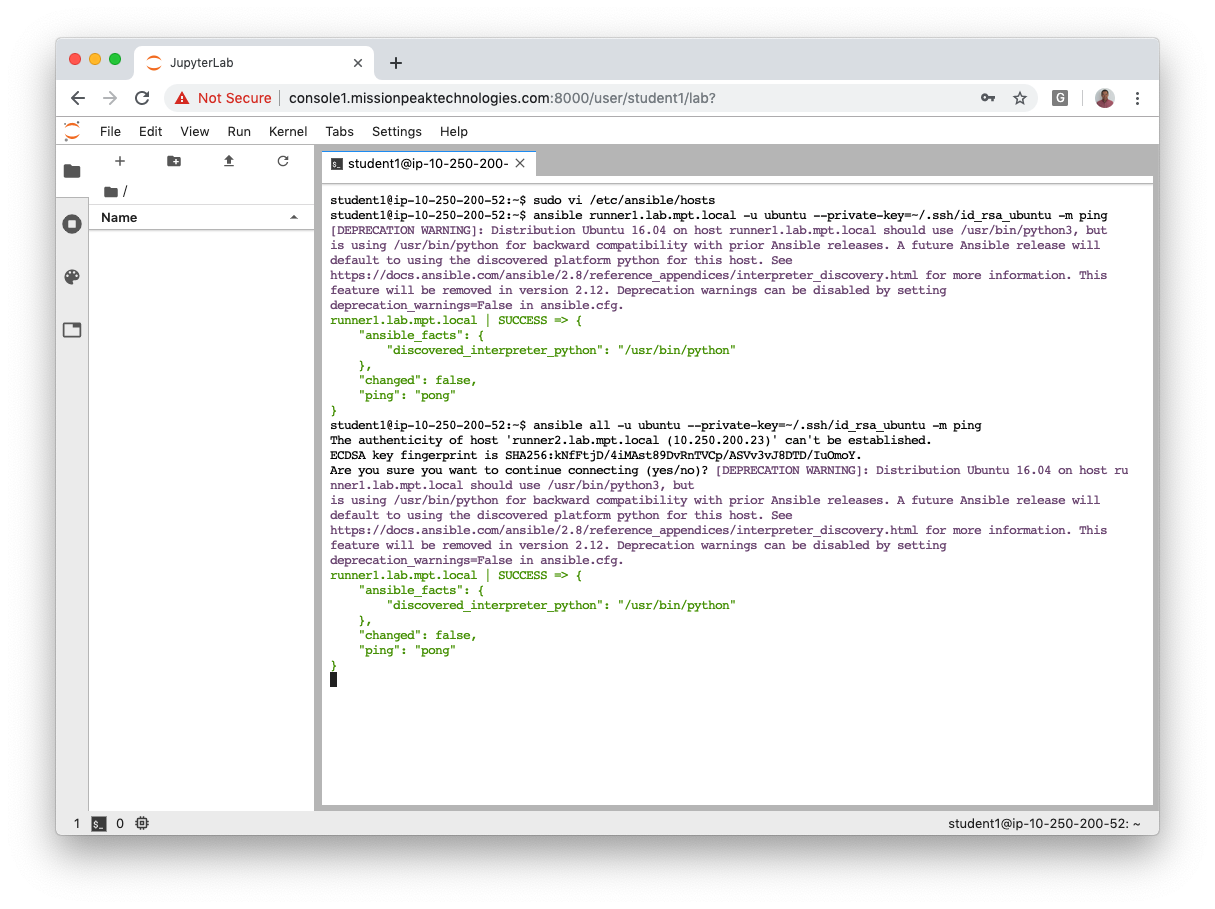 JupyterLab
Not Secure
console1.missionpeaktechnologies.com:8000/user/student1/lab?
G
File Edit View Run Kernel Tabs Settings Help
student1@ip-10-250-200-
/
Name
student1@ip-10-250-200-52:~$ sudo vi /etc/ansible/hosts
student1@ip-10-250-200-52:~$ ansible runner1.lab.mpt.local -u ubuntu --private-key=~/.ssh/id_rsa_ubuntu -m ping
[DEPRECATION WARNING]: Distribution Ubuntu 16.04 on host runner1.lab.mpt.local should use /usr/bin/python3, but
is using /usr/bin/python for backward compatibility with prior Ansible releases. A future Ansible release will
default to using the discovered platform python for this host. See
https://docs.ansible.com/ansible/2.8/reference_appendices/interpreter_discovery.html for more information. This
feature will be removed in version 2.12. Deprecation warnings can be disabled by setting
deprecation_warnings=False in ansible.cfg.
runner1.lab.mpt.local | SUCCESS => {
    "ansible_facts": {
        "discovered_interpreter_python": "/usr/bin/python"
    },
    "changed": false,
    "ping": "pong"
}
student1@ip-10-250-200-52:~$ ansible all -u ubuntu --private-key=~/.ssh/id_rsa_ubuntu -m ping
The authenticity of host 'runner2.lab.mpt.local (10.250.200.23)' can't be established.
ECDSA key fingerprint is SHA256:kNfFtjD/4iMAst89DvRnTVCp/ASVv3vJ8DTD/IuOmoY.
Are you sure you want to continue connecting (yes/no)? [DEPRECATION WARNING]: Distribution Ubuntu 16.04 on host ru
nner1.lab.mpt.local should use /usr/bin/python3, but
is using /usr/bin/python for backward compatibility with prior Ansible releases. A future Ansible release will
default to using the discovered platform python for this host. See
https://docs.ansible.com/ansible/2.8/reference_appendices/interpreter_discovery.html for more information. This
feature will be removed in version 2.12. Deprecation warnings can be disabled by setting
deprecation_warnings=False in ansible.cfg.
runner1.lab.mpt.local | SUCCESS => {
    "ansible_facts": {
        "discovered_interpreter_python": "/usr/bin/python"
    },
    "changed": false,
    "ping": "pong"
}
1 $_ 0
student1@ip-10-250-200-52: ~